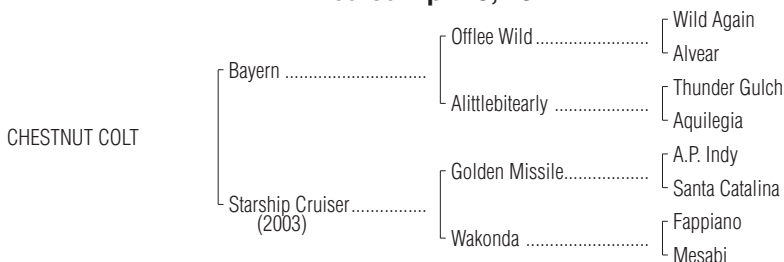 Wild Again
Offlee Wild
Alvear
Bayern
Thunder Gulch
Alittlebitearly
Aquilegia
CHESTNUT COLT
A.P. Indy
Golden Missile
Santa Catalina
Starship Cruiser
(2003)
Fappiano
Wakonda
Mesabi